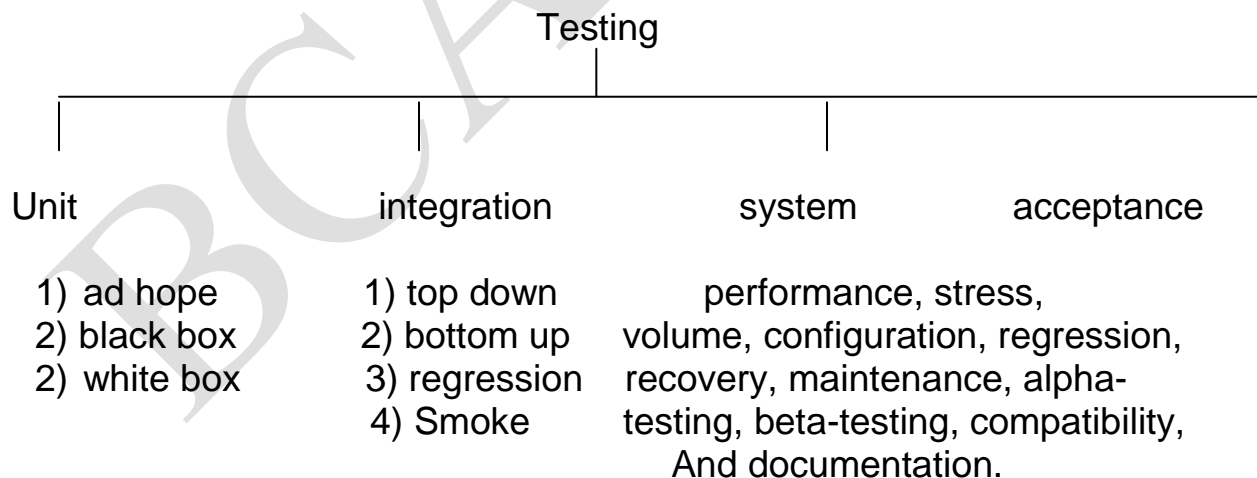 Testing
Unit integration system acceptance
1) ad hope 1) top down performance, stress,
2) black box 2) bottom up volume, configuration, regression,
2) white box 3) regression recovery, maintenance, alpha-
4) Smoke testing, beta-testing, compatibility,
And documentation.
BCA